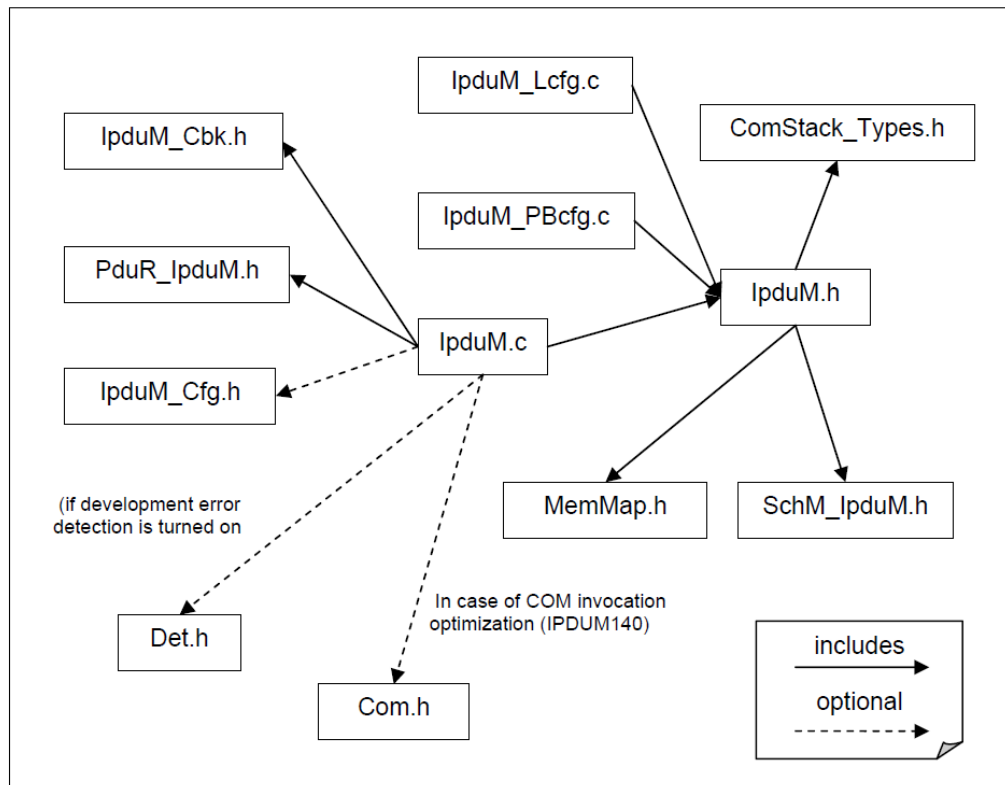 IpduM_Lcfg.c
IpduM_Cbk.h
ComStack_Types.h
IpduM_PBcfg.c
PduR_IpduM.h
IpduM.h
IpduM.c
IpduM_Cfg.h
MemMap.h
SchM_IpduM.h
(if development error
detection is turned on
In case of COM invocation
optimization (IPDUM140)
Det.h
Com.h
includes
optional